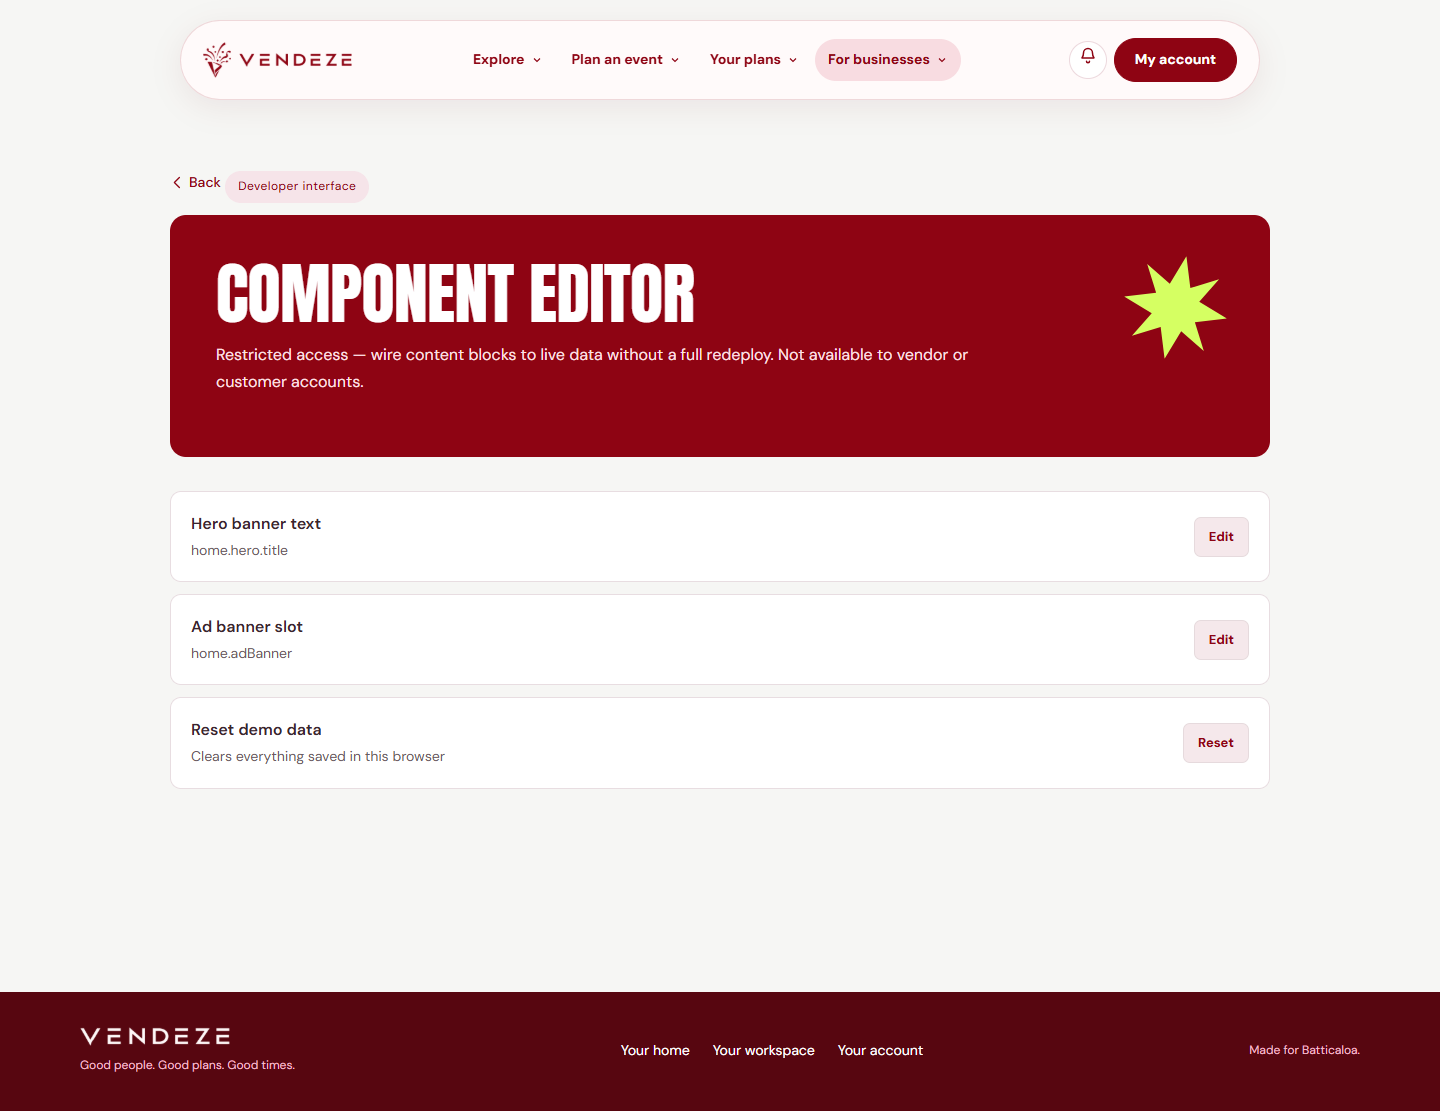 VENDEZE
Explore
Plan an event
Your plans
For businesses
My account
Back
Developer interface
COMPONENT EDITOR
Restricted access — wire content blocks to live data without a full redeploy. Not available to vendor or
customer accounts.
Hero banner text
home.hero.title
Edit
Ad banner slot
home.adBanner
Edit
Reset demo data
Clears everything saved in this browser
Reset
VENDEZE
Good people. Good plans. Good times.
Your home
Your workspace
Your account
Made for Batticaloa.